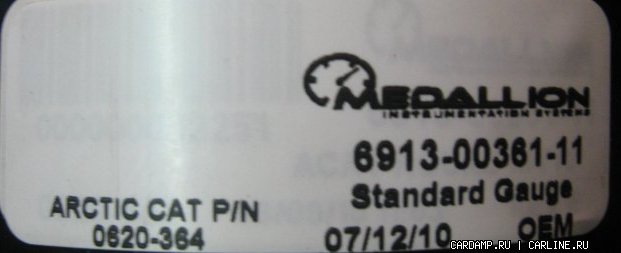 MEDALLION
INSTRUMENTATION SYSTEMS
6913-00361-11
Standard Gauge
ARCTIC CAT P/N
0620-364
07/12/10 OEM
CARDAMP.RU | CARLINE.RU